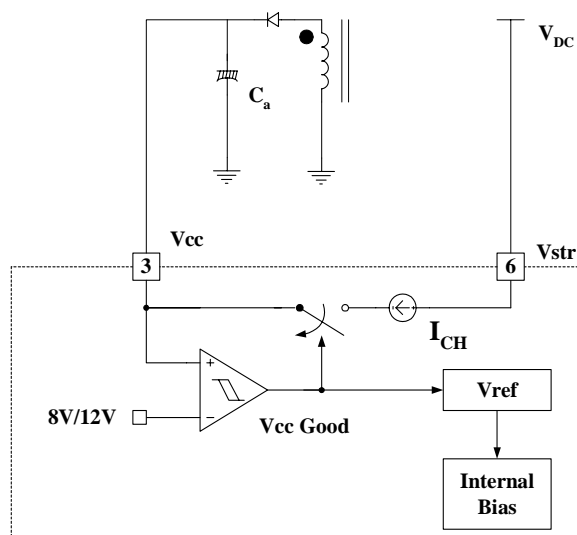 V_DC
C_a
Vcc
Vstr
3
6
I_CH
+
8V/12V
−
Vcc Good
Vref
Internal
Bias